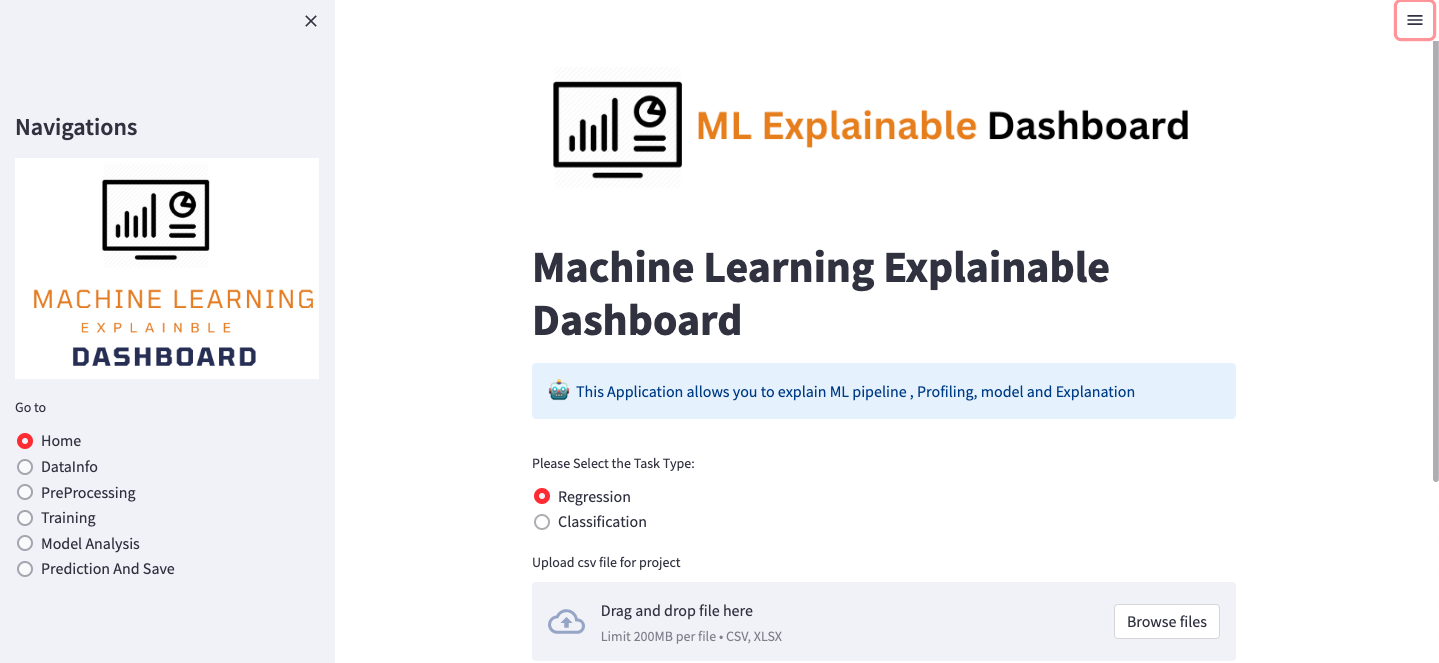 Navigations
MACHINE LEARNING
EXPLAINBLE
DASHBOARD
Go to
Home
DataInfo
PreProcessing
Training
Model Analysis
Prediction And Save
ML Explainable Dashboard
Machine Learning Explainable
Dashboard
This Application allows you to explain ML pipeline , Profiling, model and Explanation
Please Select the Task Type:
Regression
Classification
Upload csv file for project
Drag and drop file here
Limit 200MB per file • CSV, XLSX
Browse files